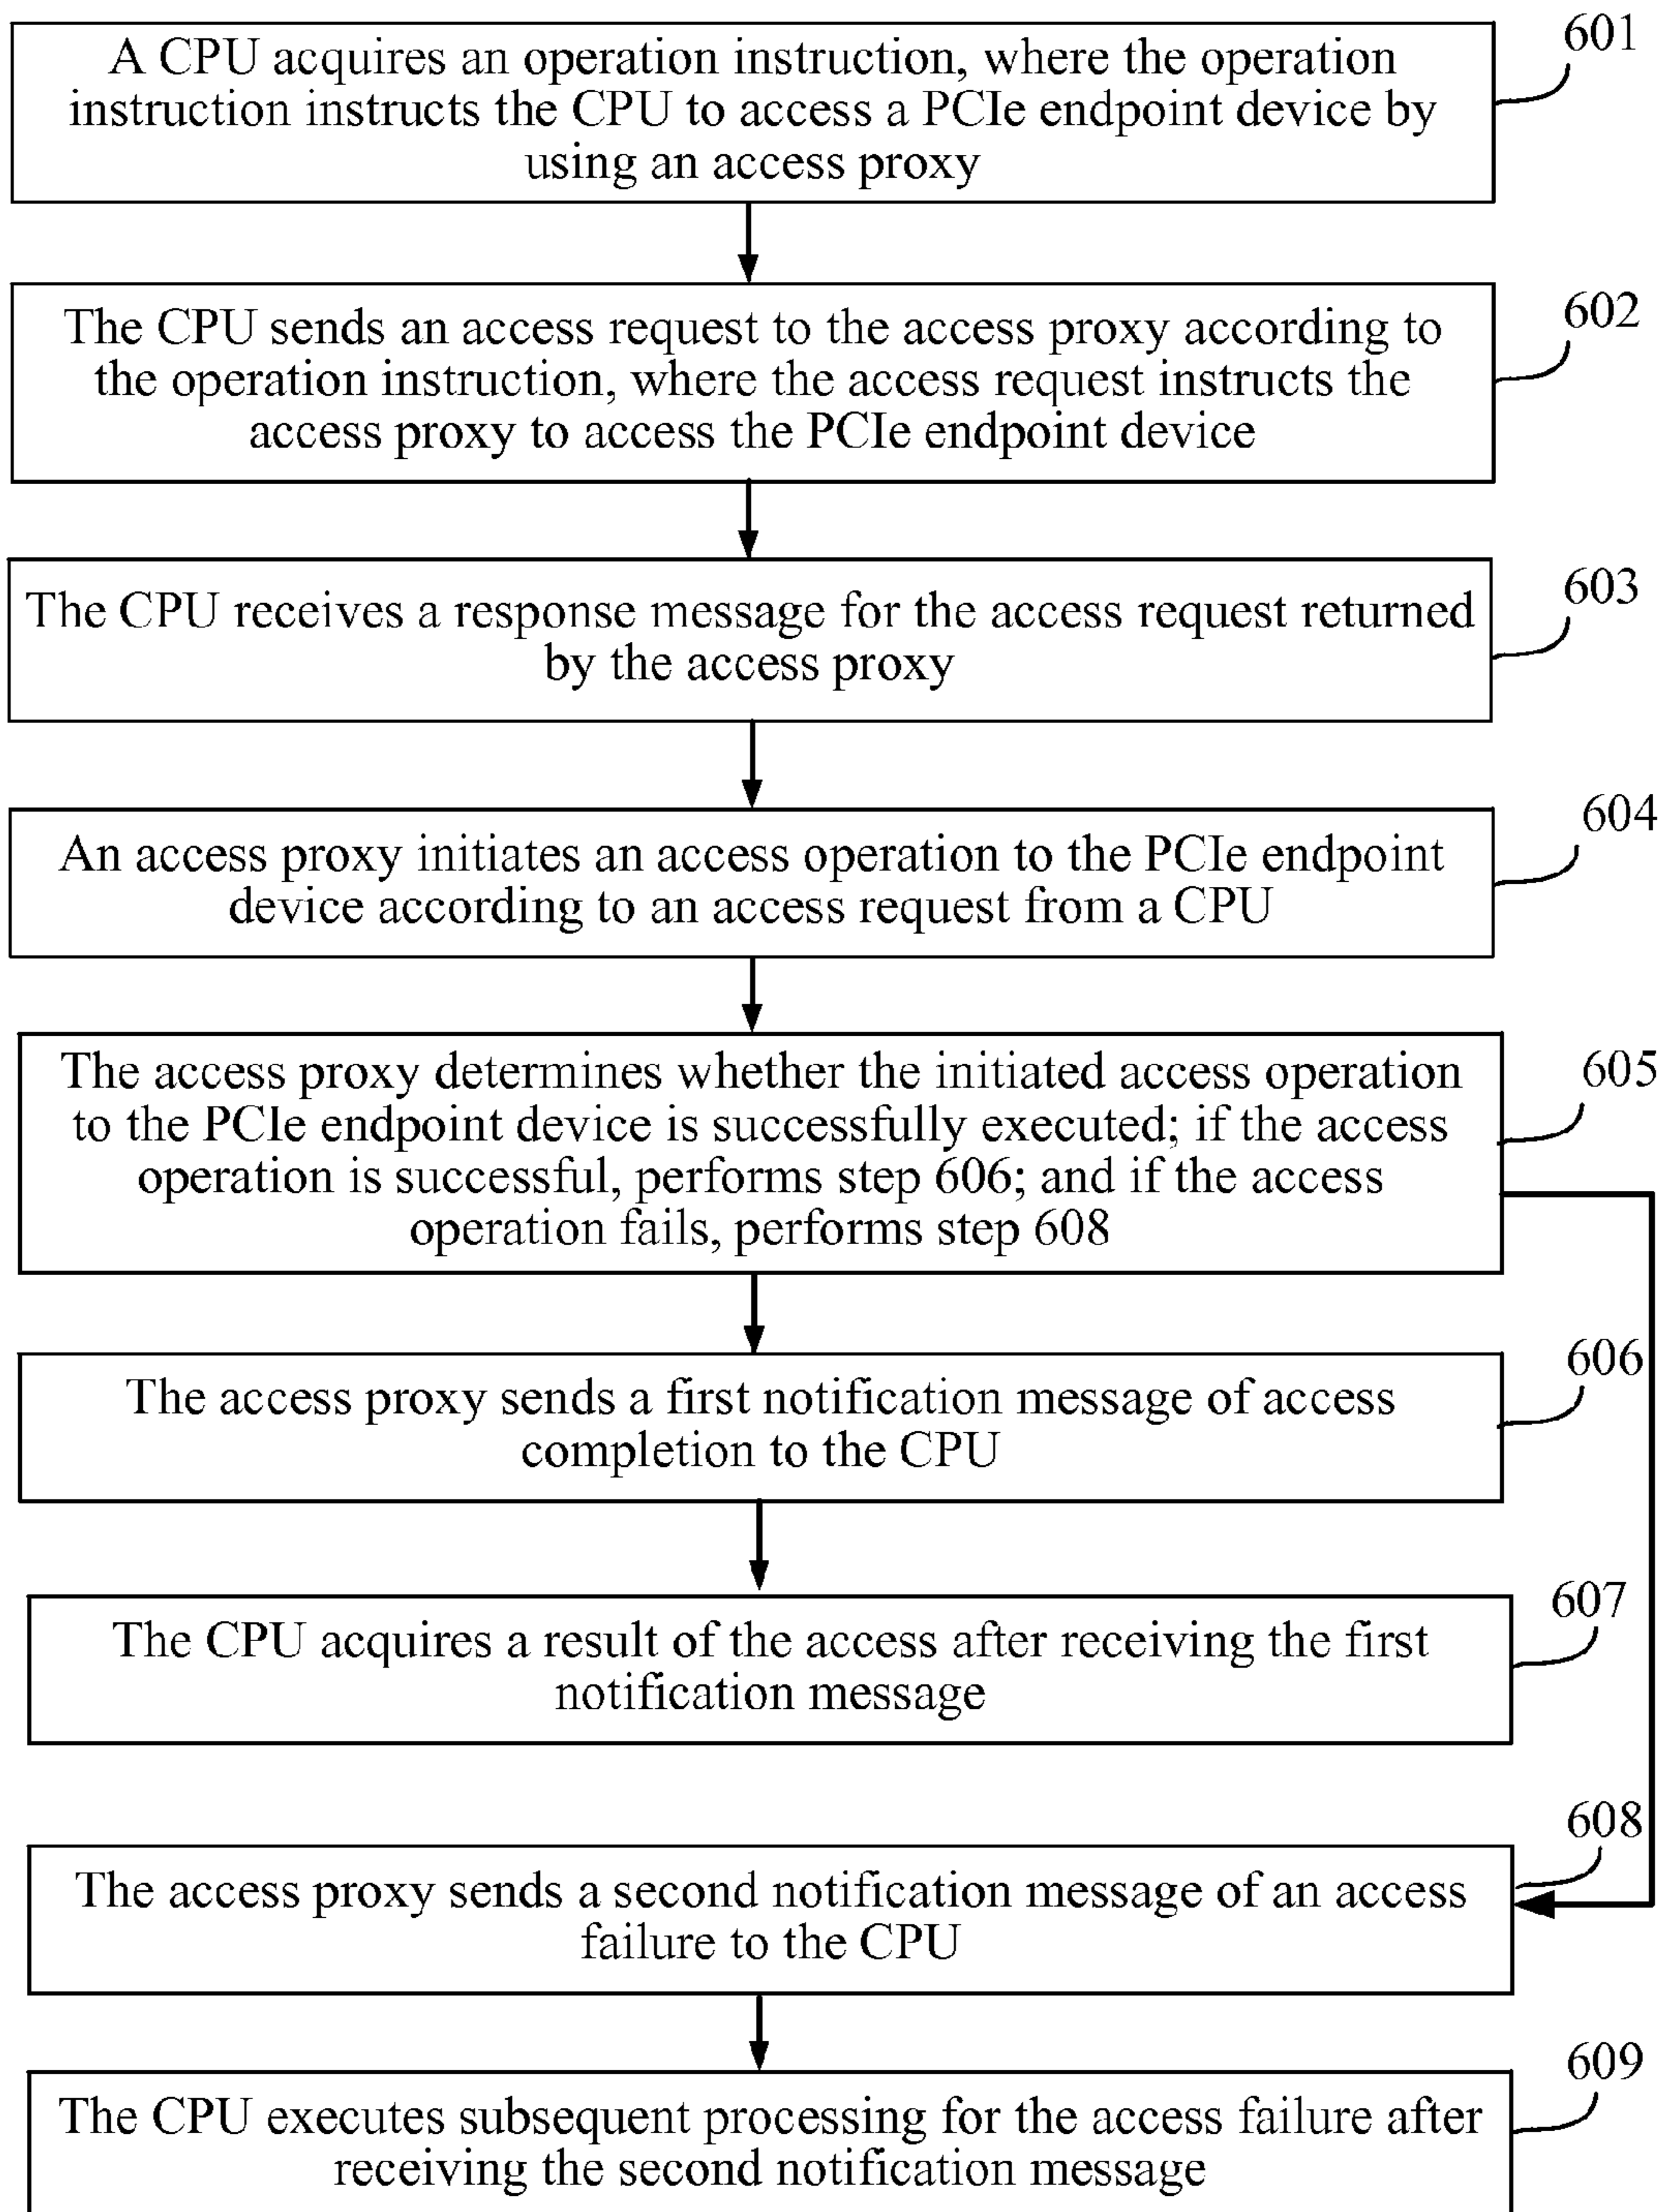 A CPU acquires an operation instruction, where the operation
instruction instructs the CPU to access a PCIe endpoint device by
using an access proxy
601
The CPU sends an access request to the access proxy according to
the operation instruction, where the access request instructs the
access proxy to access the PCIe endpoint device
602
The CPU receives a response message for the access request returned
by the access proxy
603
An access proxy initiates an access operation to the PCIe endpoint
device according to an access request from a CPU
604
The access proxy determines whether the initiated access operation
to the PCIe endpoint device is successfully executed; if the access
operation is successful, performs step 606; and if the access
operation fails, performs step 608
605
The access proxy sends a first notification message of access
completion to the CPU
606
The CPU acquires a result of the access after receiving the first
notification message
607
The access proxy sends a second notification message of an access
failure to the CPU
608
The CPU executes subsequent processing for the access failure after
receiving the second notification message
609